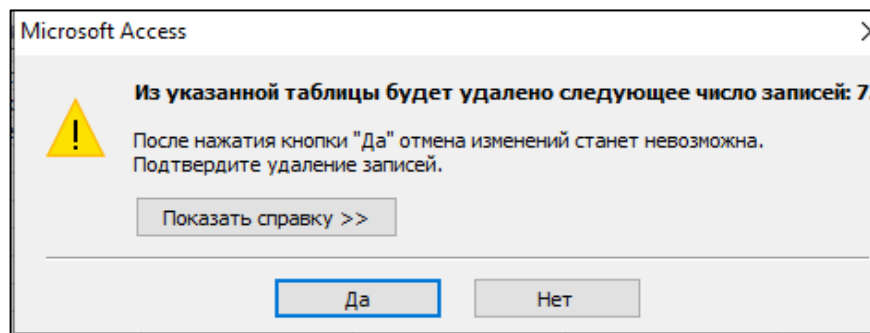 Microsoft Access
Из указанной таблицы будет удалено следующее число записей: 7
После нажатия кнопки "Да" отмена изменений станет невозможна.
Подтвердите удаление записей.
Показать справку >>
Да
Нет